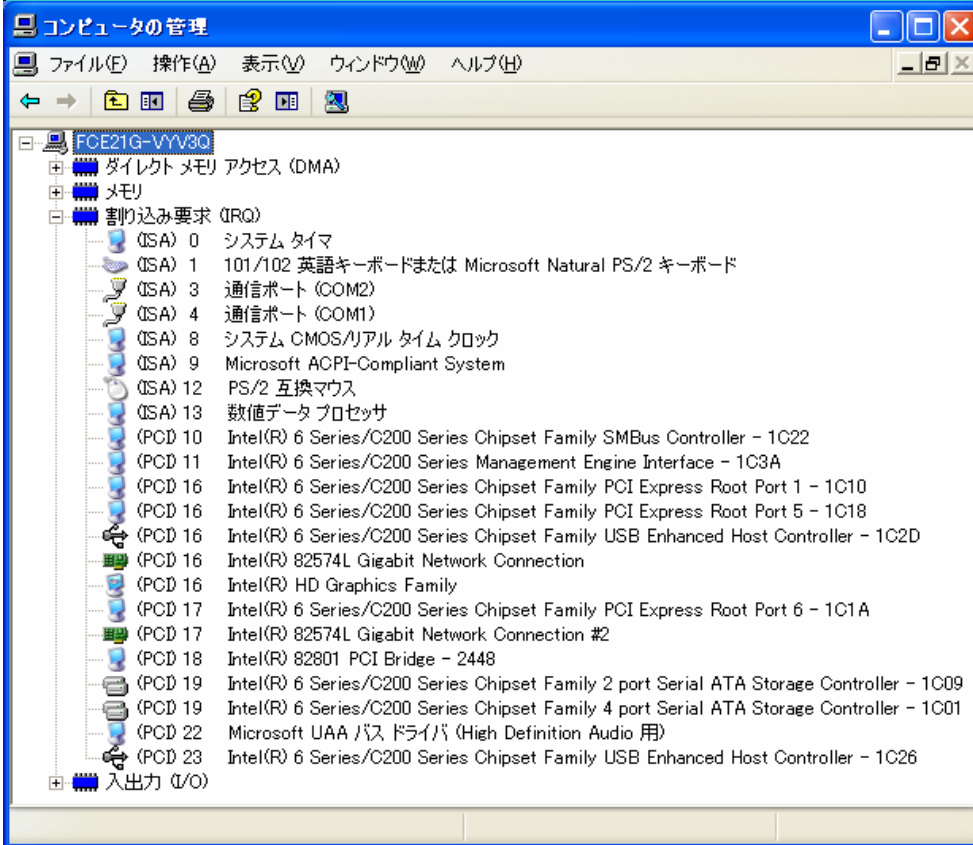 コンピュータの管理
ファイル(F) 操作(A) 表示(V) ウィンドウ(W) ヘルプ(H)
FCE21G-VYV3Q
ダイレクト メモリ アクセス (DMA)
メモリ
割り込み要求 (IRQ)
(ISA) 0 システム タイマ
(ISA) 1 101/102 英語キーボードまたは Microsoft Natural PS/2 キーボード
(ISA) 3 通信ポート (COM2)
(ISA) 4 通信ポート (COM1)
(ISA) 8 システム CMOS/リアル タイム クロック
(ISA) 9 Microsoft ACPI-Compliant System
(ISA) 12 PS/2 互換マウス
(ISA) 13 数値データ プロセッサ
(PCI) 10 Intel(R) 6 Series/C200 Series Chipset Family SMBus Controller - 1C22
(PCI) 11 Intel(R) 6 Series/C200 Series Management Engine Interface - 1C3A
(PCI) 16 Intel(R) 6 Series/C200 Series Chipset Family PCI Express Root Port 1 - 1C10
(PCI) 16 Intel(R) 6 Series/C200 Series Chipset Family PCI Express Root Port 5 - 1C18
(PCI) 16 Intel(R) 6 Series/C200 Series Chipset Family USB Enhanced Host Controller - 1C2D
(PCI) 16 Intel(R) 82574L Gigabit Network Connection
(PCI) 16 Intel(R) HD Graphics Family
(PCI) 17 Intel(R) 6 Series/C200 Series Chipset Family PCI Express Root Port 6 - 1C1A
(PCI) 17 Intel(R) 82574L Gigabit Network Connection #2
(PCI) 18 Intel(R) 82801 PCI Bridge - 2448
(PCI) 19 Intel(R) 6 Series/C200 Series Chipset Family 2 port Serial ATA Storage Controller - 1C09
(PCI) 19 Intel(R) 6 Series/C200 Series Chipset Family 4 port Serial ATA Storage Controller - 1C01
(PCI) 22 Microsoft UAA バス ドライバ (High Definition Audio 用)
(PCI) 23 Intel(R) 6 Series/C200 Series Chipset Family USB Enhanced Host Controller - 1C26
入出力 (I/O)